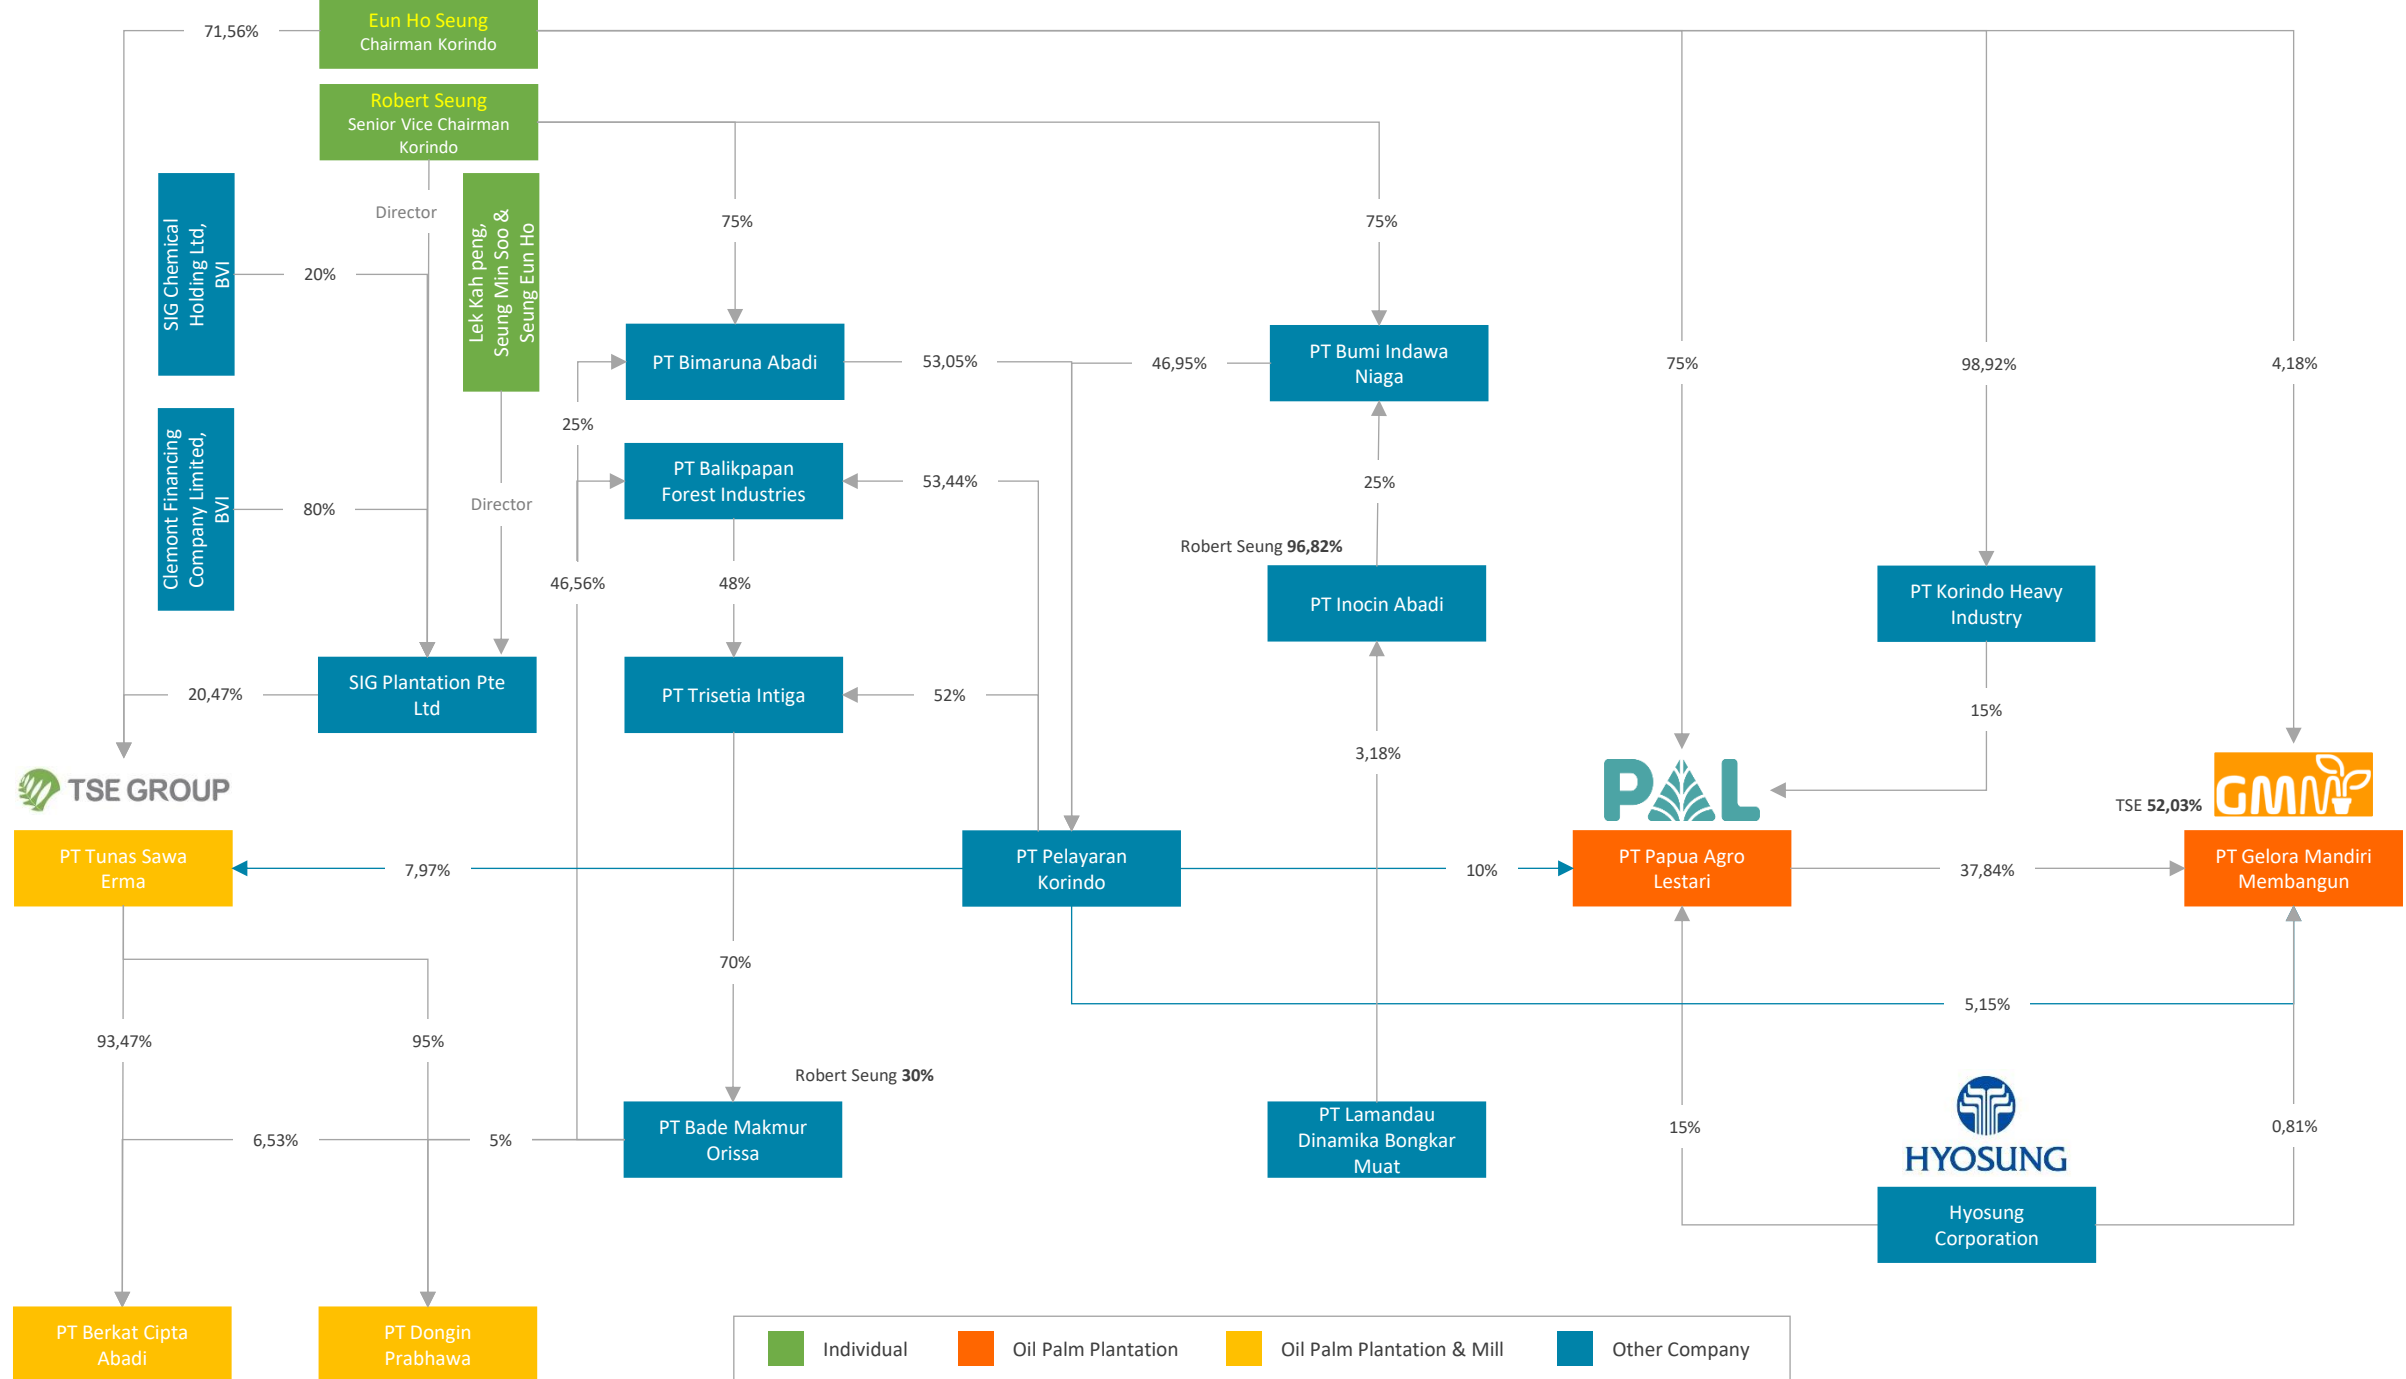 Eun Ho Seung
Chairman Korindo
71,56%
Robert Seung
Senior Vice Chairman
Korindo
Director
SIG Chemical
Holding Ltd,
BVI
20%
Lek Kah peng,
Seung Min Soo &
Seung Eun Ho
75%
75%
PT Bimaruna Abadi
53,05%
46,95%
PT Bumi Indawa
Niaga
75%
98,92%
4,18%
25%
Clemont Financing
Company Limited,
BVI
80%
Director
PT Balikpapan
Forest Industries
53,44%
25%
Robert Seung 96,82%
46,56%
48%
PT Inocin Abadi
PT Korindo Heavy
Industry
20,47%
SIG Plantation Pte
Ltd
PT Trisetia Intiga
52%
15%
3,18%
TSE GROUP
PAL
TSE 52,03%
GMM
PT Tunas Sawa
Erma
7,97%
PT Pelayaran
Korindo
10%
PT Papua Agro
Lestari
37,84%
PT Gelora Mandiri
Membangun
70%
5,15%
93,47%
95%
Robert Seung 30%
6,53%
5%
PT Bade Makmur
Orissa
PT Lamandau
Dinamika Bongkar
Muat
15%
HYOSUNG
0,81%
Hyosung
Corporation
PT Berkat Cipta
Abadi
PT Dongin
Prabhawa
Individual
Oil Palm Plantation
Oil Palm Plantation & Mill
Other Company